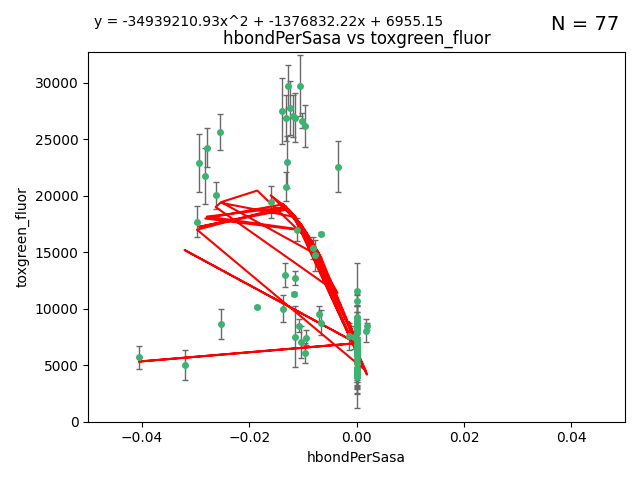 y = -34939210.93x^2 + -1376832.22x + 6955.15
N = 77
hbondPerSasa vs toxgreen_fluor
30000
25000
20000
15000
10000
5000
0
toxgreen_fluor
−0.04
−0.02
0.00
0.02
0.04
hbondPerSasa